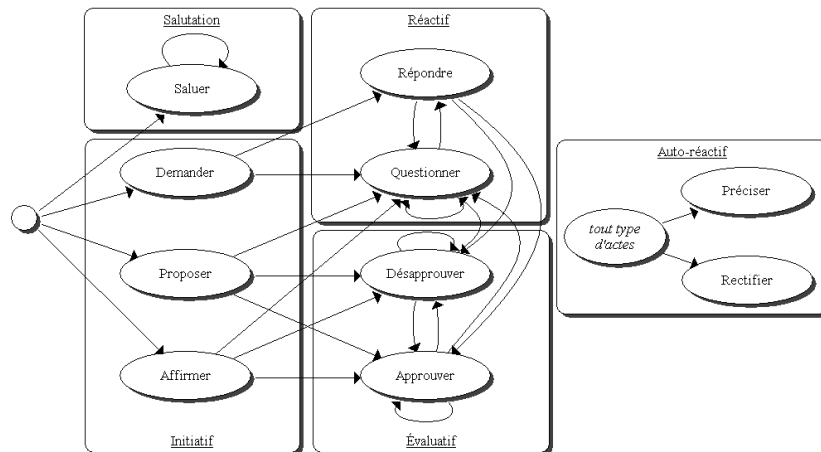 Salutation
Saluer
Réactif
Répondre
Questionner
Demander
Proposer
Affirmer
Initiatif
Désapprouver
Approuver
Évaluatif
Auto-réactif
tout type
d'actes
Préciser
Rectifier